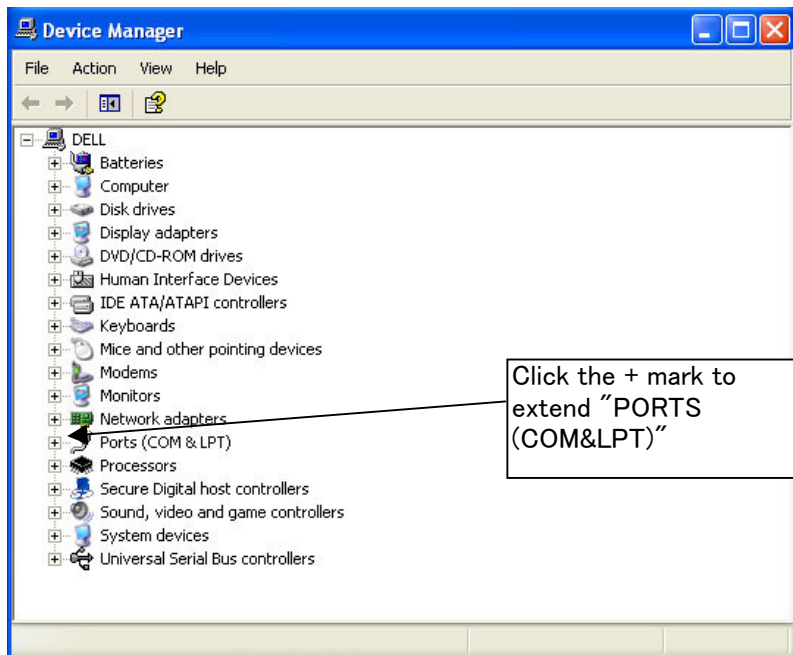 Device Manager
File Action View Help
DELL
Batteries
Computer
Disk drives
Display adapters
DVD/CD-ROM drives
Human Interface Devices
IDE ATA/ATAPI controllers
Keyboards
Mice and other pointing devices
Modems
Monitors
Network adapters
Ports (COM & LPT)
Processors
Secure Digital host controllers
Sound, video and game controllers
System devices
Universal Serial Bus controllers
Click the + mark to
extend "PORTS
(COM&LPT)"